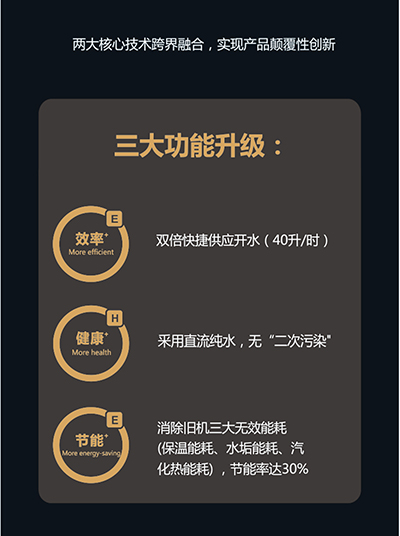 两大核心技术跨界融合，实现产品颠覆性创新
三大功能升级：
E
效率+
More efficient
双倍快捷供应开水（40升/时）
H
健康+
More health
采用直流纯水，无“二次污染"
E
节能+
More energy-saving
消除旧机三大无效能耗
(保温能耗、水垢能耗、汽
化热能耗)，节能率达30%